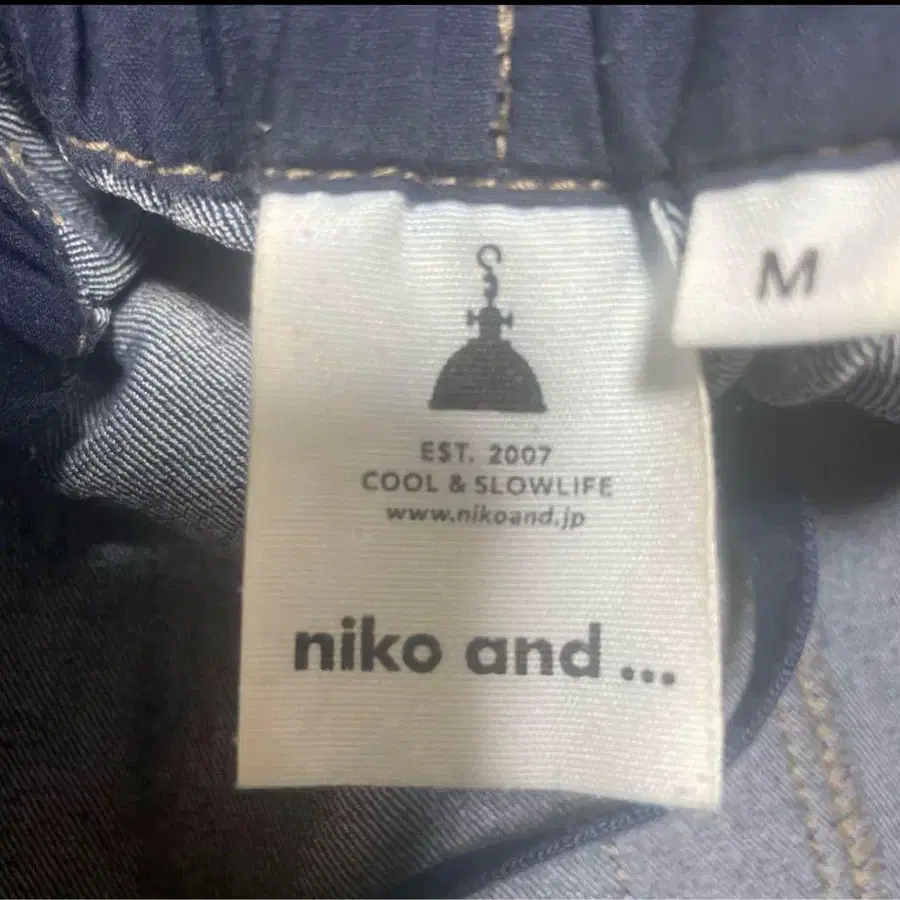 M
EST. 2007
COOL & SLOWLIFE
www.nikoand.jp
niko and ...